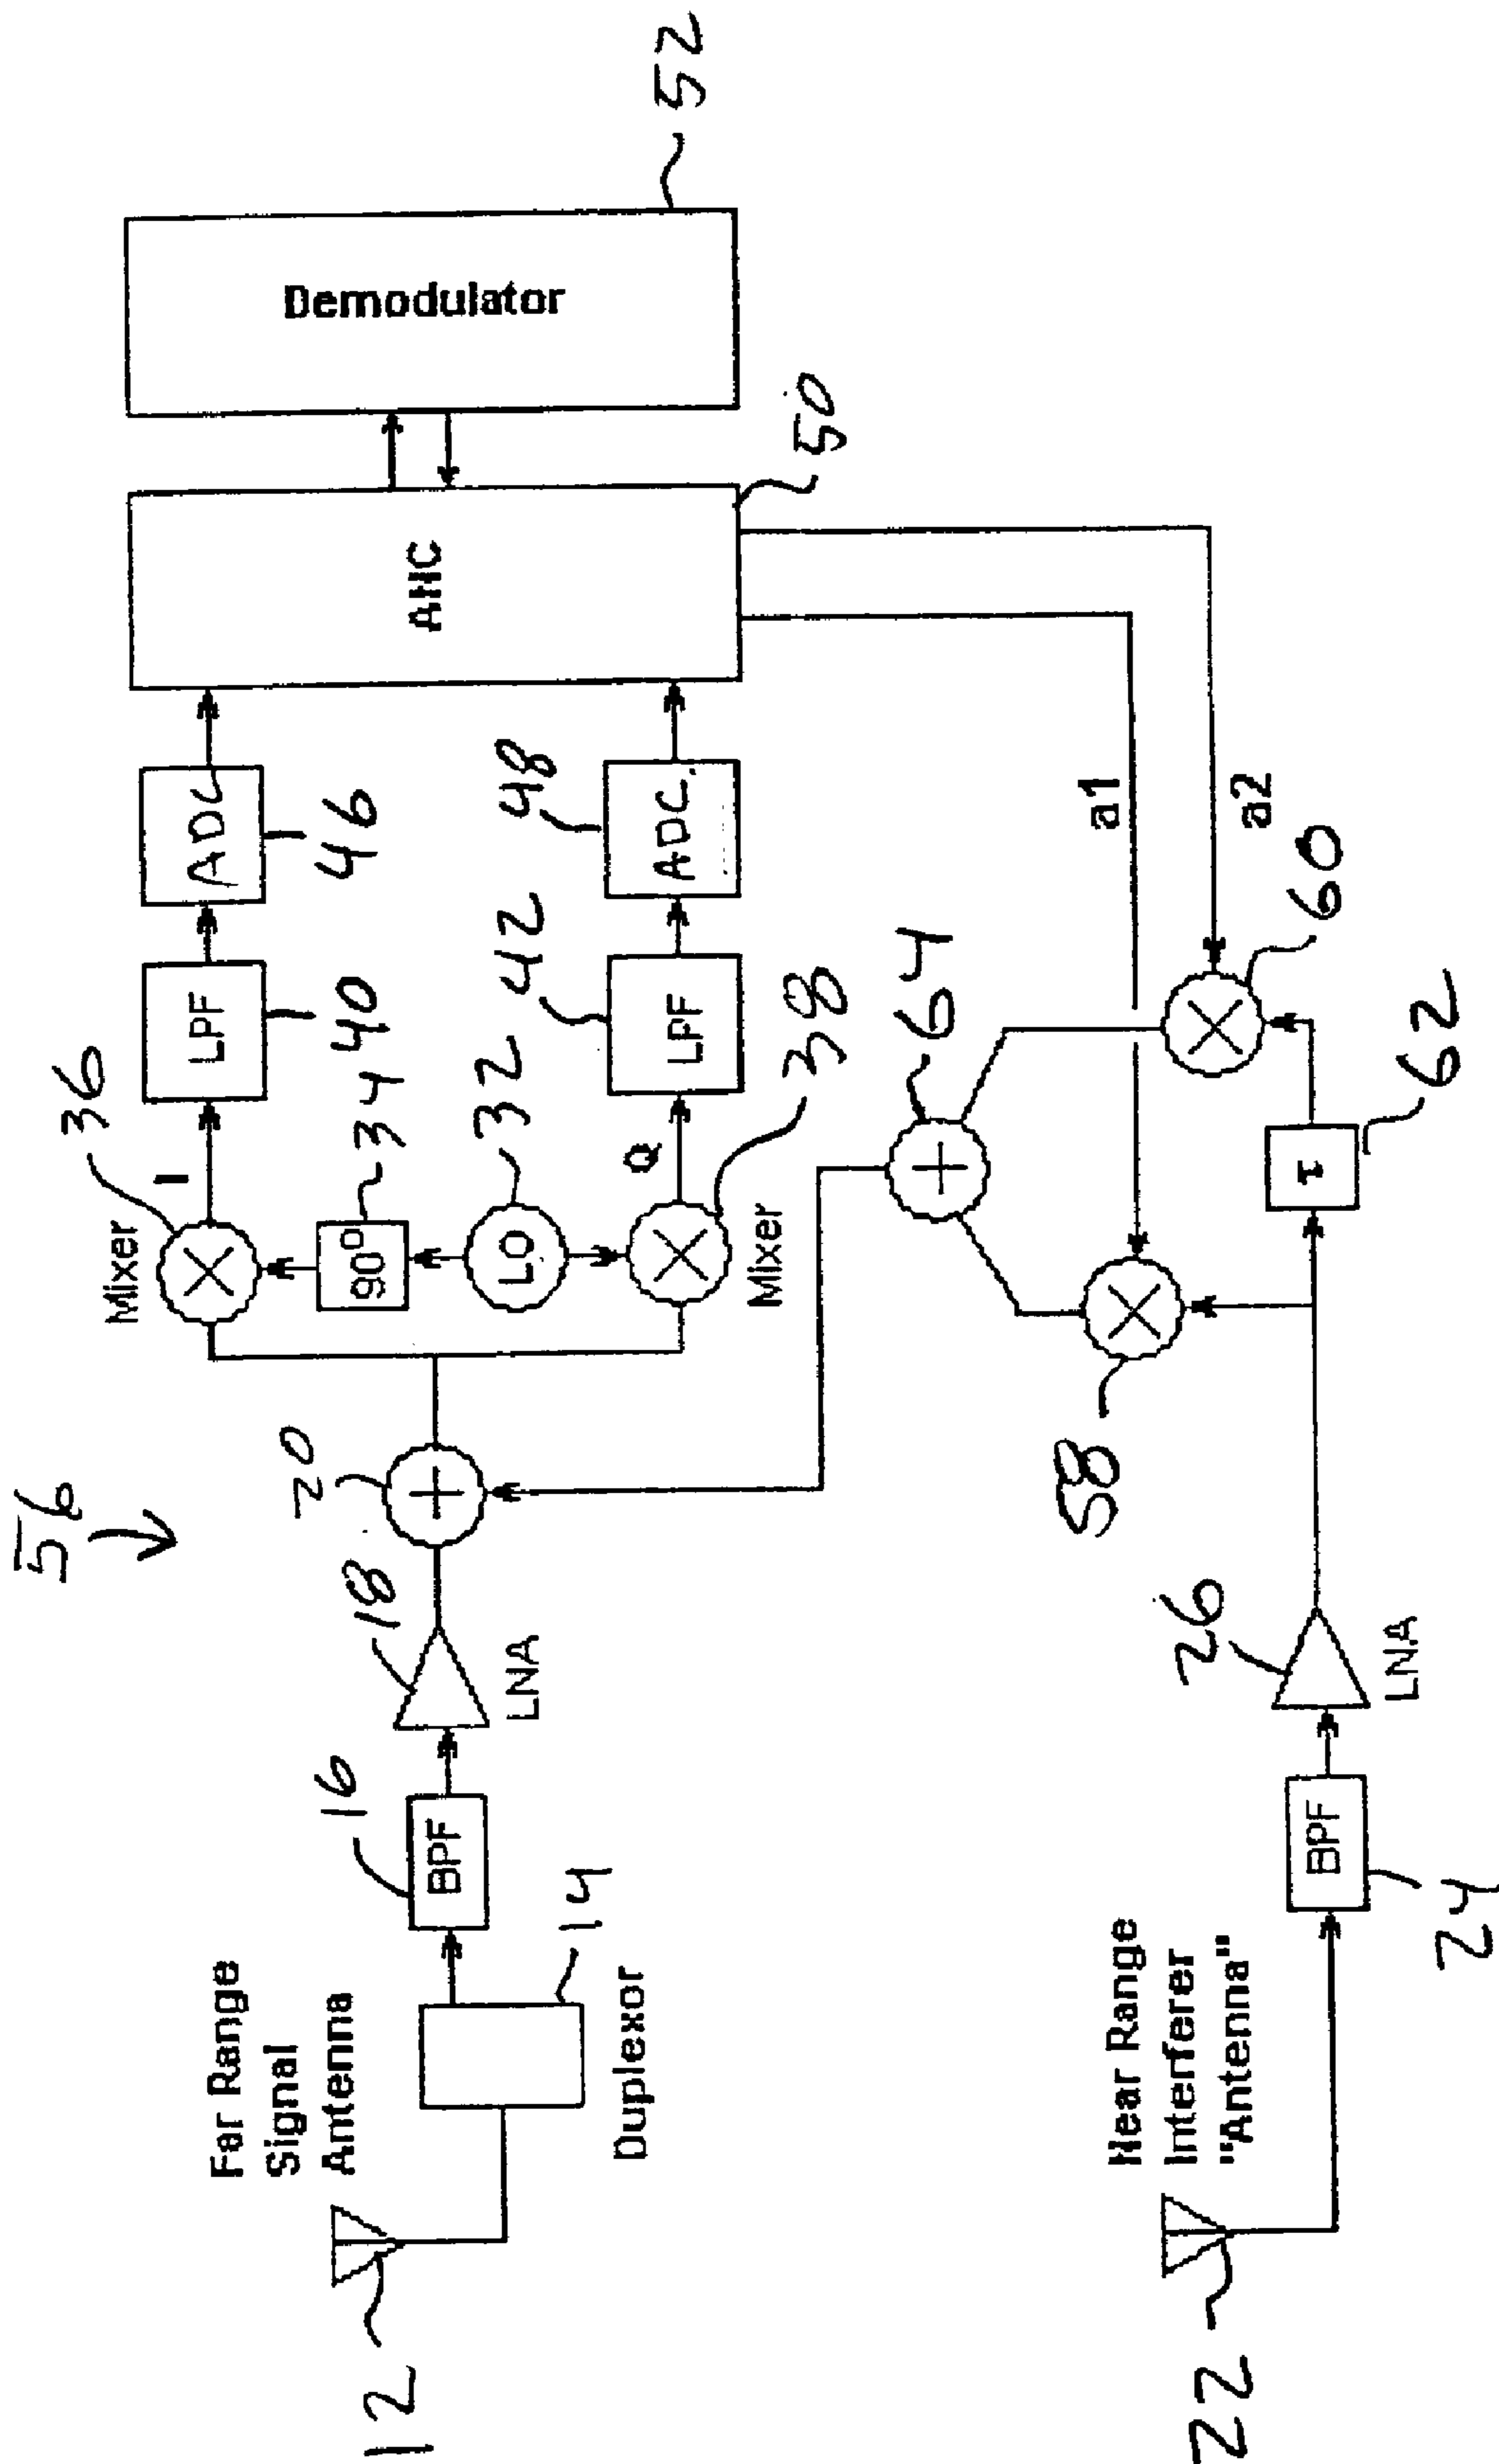 56
Far Range
Signal
Antenna
12
14
Duplexor
16
BPF
18
LNA
20
Mixer
36
I
90°
34
LO
32
Q
Mixer
38
LPF
40
LPF
42
ADC
46
ADC
48
ANC
50
Demodulator
52
Near Range
Interferer
"Antenna"
22
BPF
24
LNA
26
58
64
τ
62
60
a1
a2